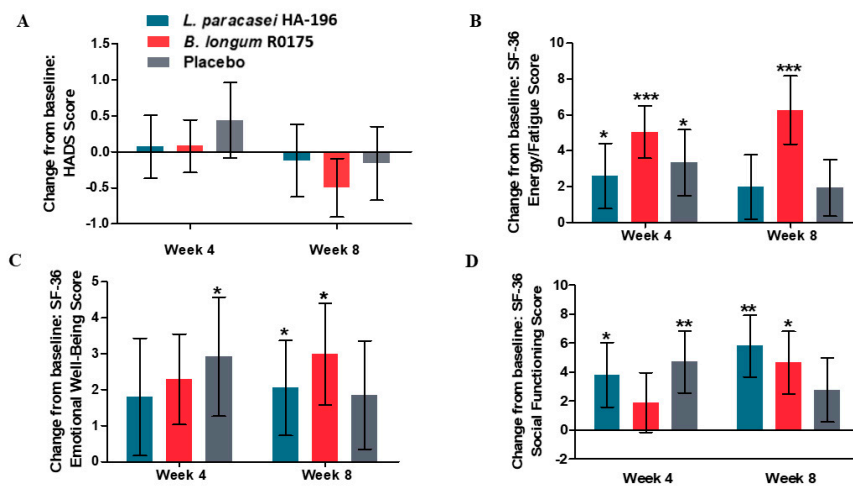 A
L. paracasei HA-196
B. longum R0175
Placebo
Change from baseline:
HADS Score
1.5
1.0
0.5
0.0
-0.5
-1.0
Week 4
Week 8
B
Change from baseline: SF-36
Energy/Fatigue Score
10
8
6
4
2
0
*
***
*
***
Week 4
Week 8
C
Change from baseline: SF-36
Emotional Well-Being Score
5
4
3
2
1
0
*
*
*
Week 4
Week 8
D
Change from baseline: SF-36
Social Functioning Score
10
8
6
4
2
0
-2
*
**
**
*
Week 4
Week 8